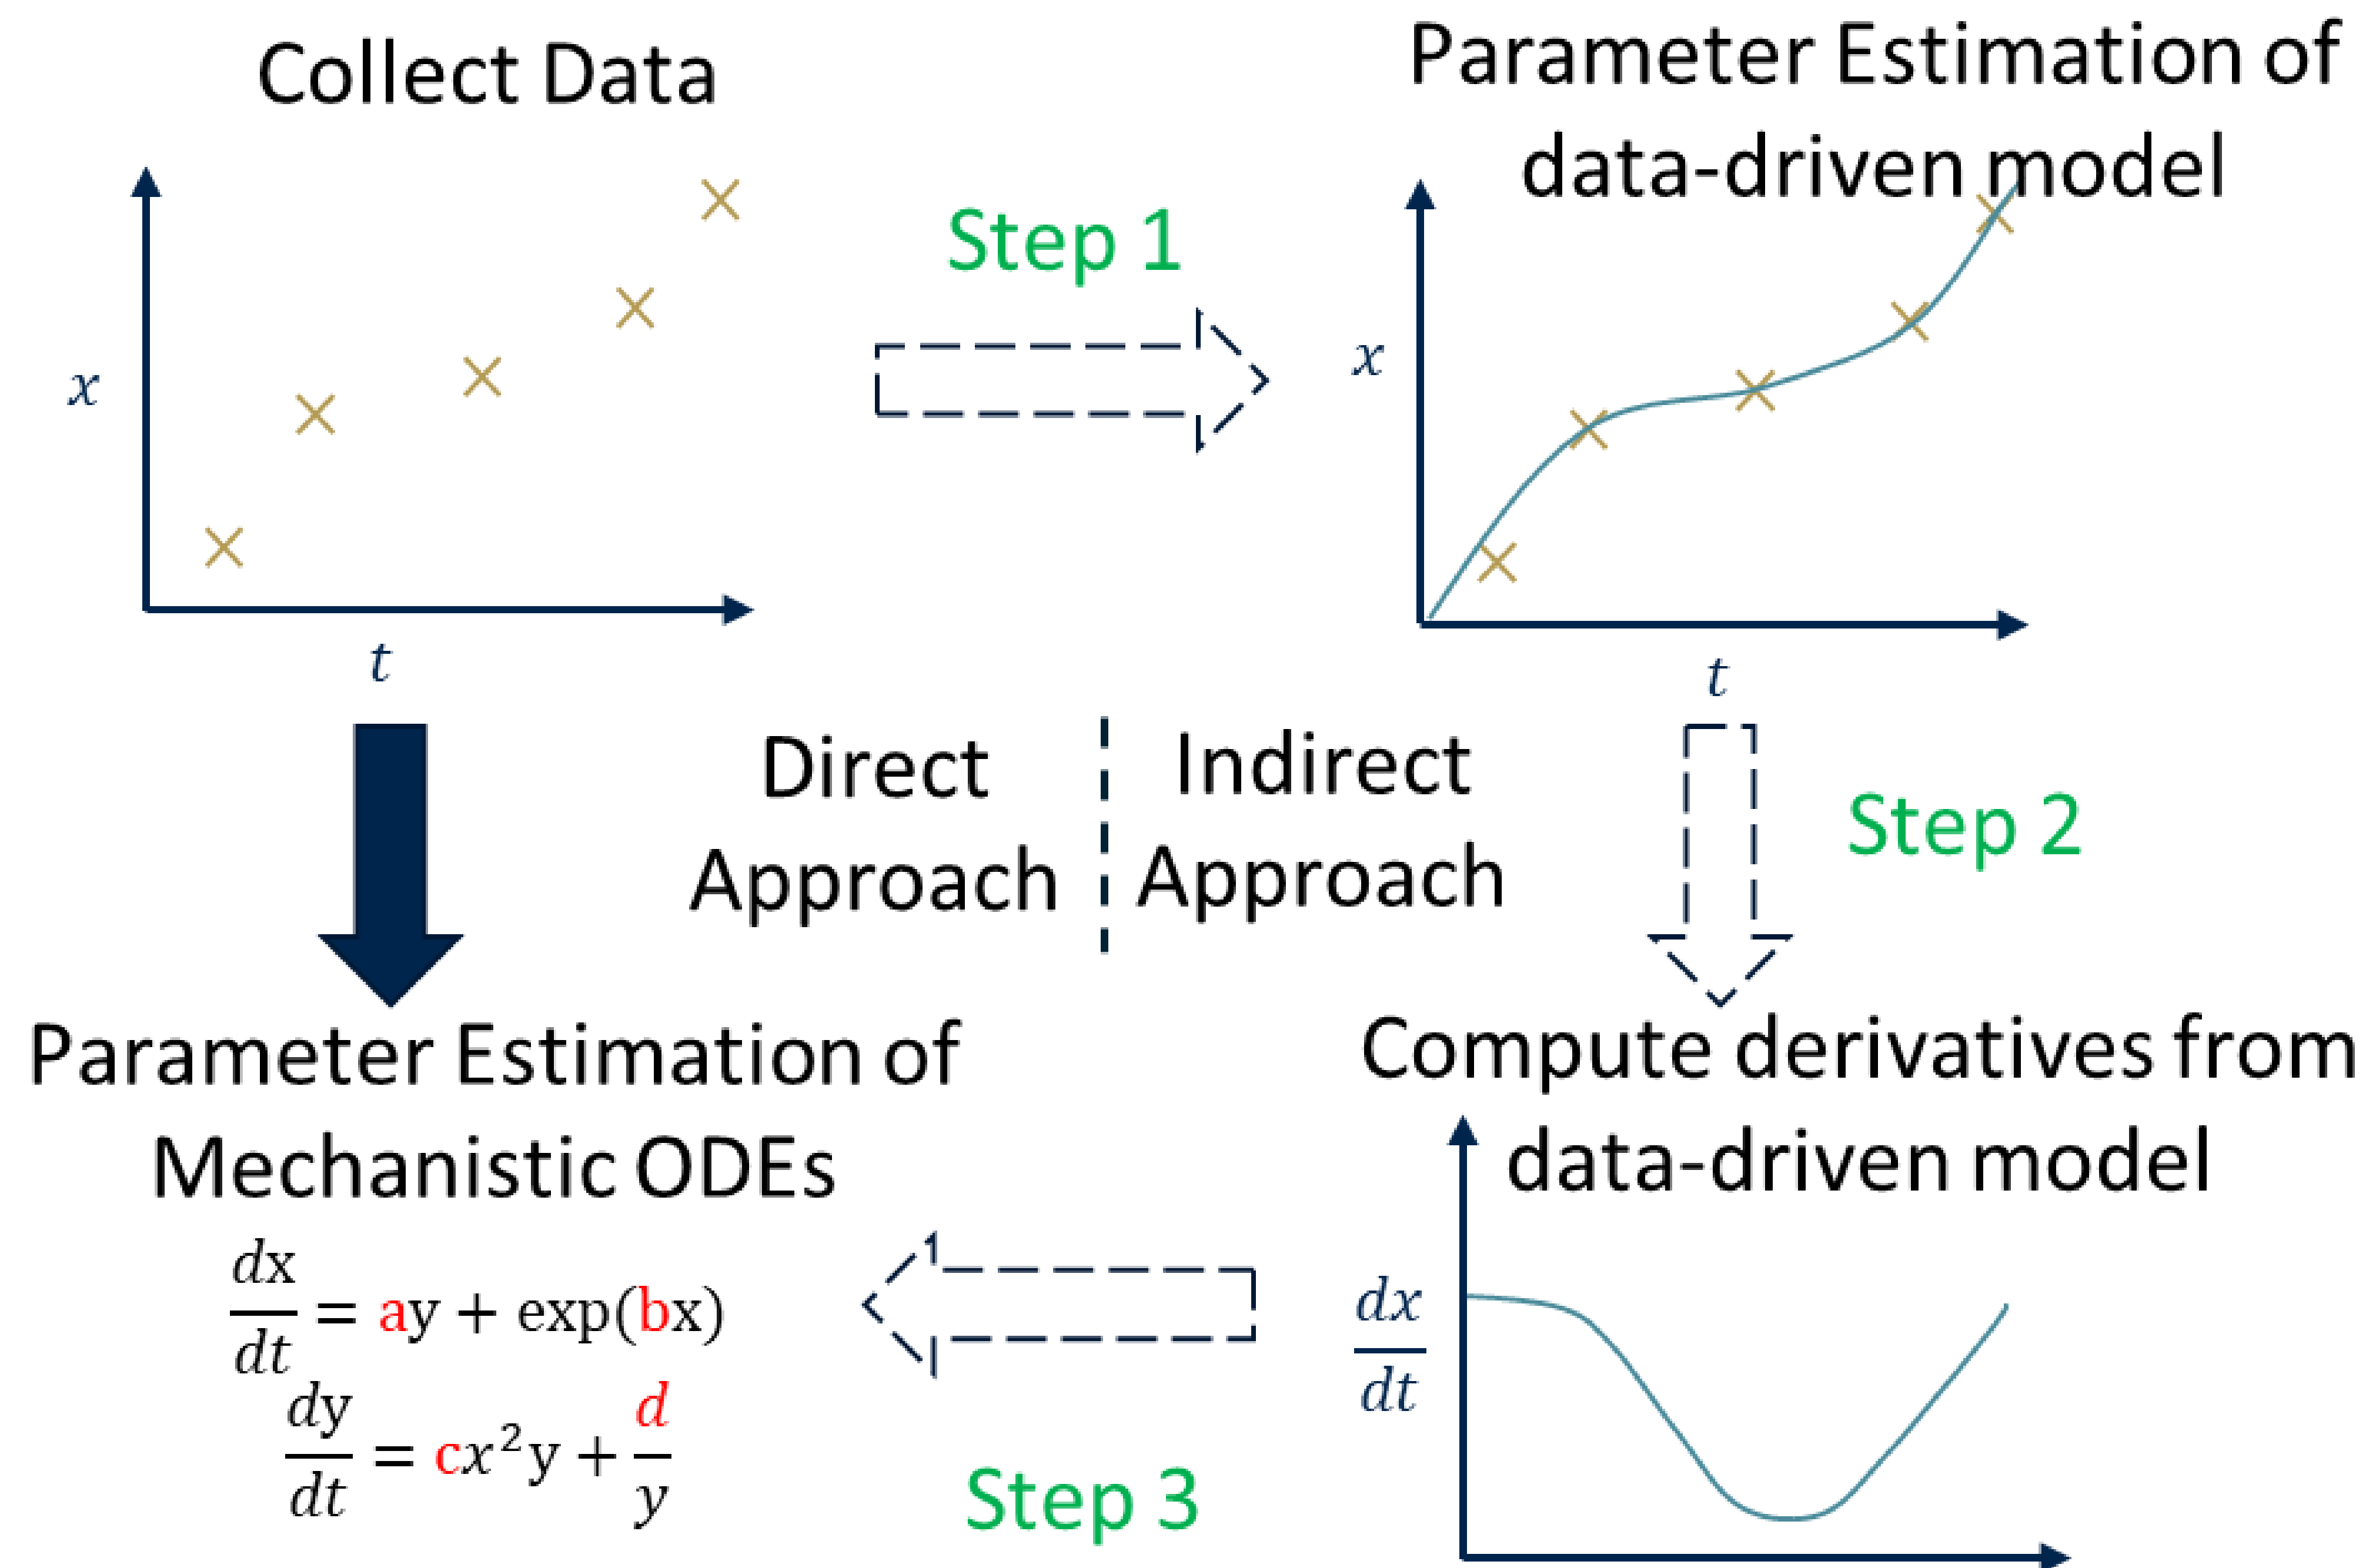 Collect Data
x
t
Step 1
Parameter Estimation of
data-driven model
x
t
Direct
Approach
Indirect
Approach
Step 2
Compute derivatives from
data-driven model
dx/dt
Step 3
Parameter Estimation of
Mechanistic ODEs
dx/dt = ay + exp(bx)
dy/dt = cx²y + d/y